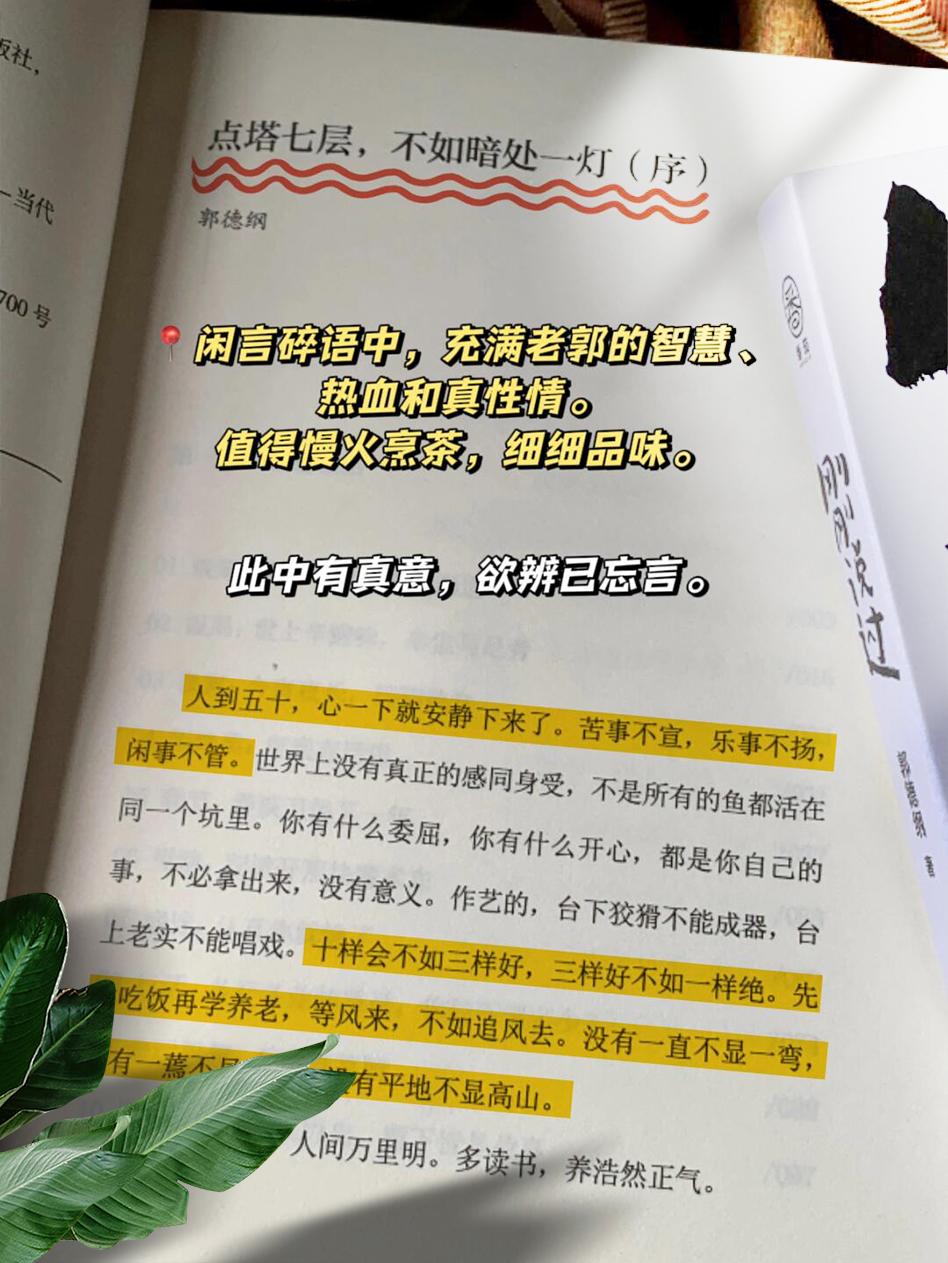 版社，
一当代
700 号
点塔七层，不如暗处一灯（序）
郭德纲
闲言碎语中，充满老郭的智慧、
热血和真性情。
值得慢火烹茶，细细品味。
此中有真意，欲辨已忘言。
人到五十，心一下就安静下来了。苦事不宣，乐事不扬，
闲事不管。世界上没有真正的感同身受，不是所有的鱼都活在
同一个坑里。你有什么委屈，你有什么开心，都是你自己的
事，不必拿出来，没有意义。作艺的，台下狡猾不能成器，台
上老实不能唱戏。十样会不如三样好，三样好不如一样绝。先
吃饭再学养老，等风来，不如追风去。没有一直不显一弯，
有一薦不 有平地不显高山。
人间万里明。多读书，养浩然正气。
刚刚说过
郭德纲 著